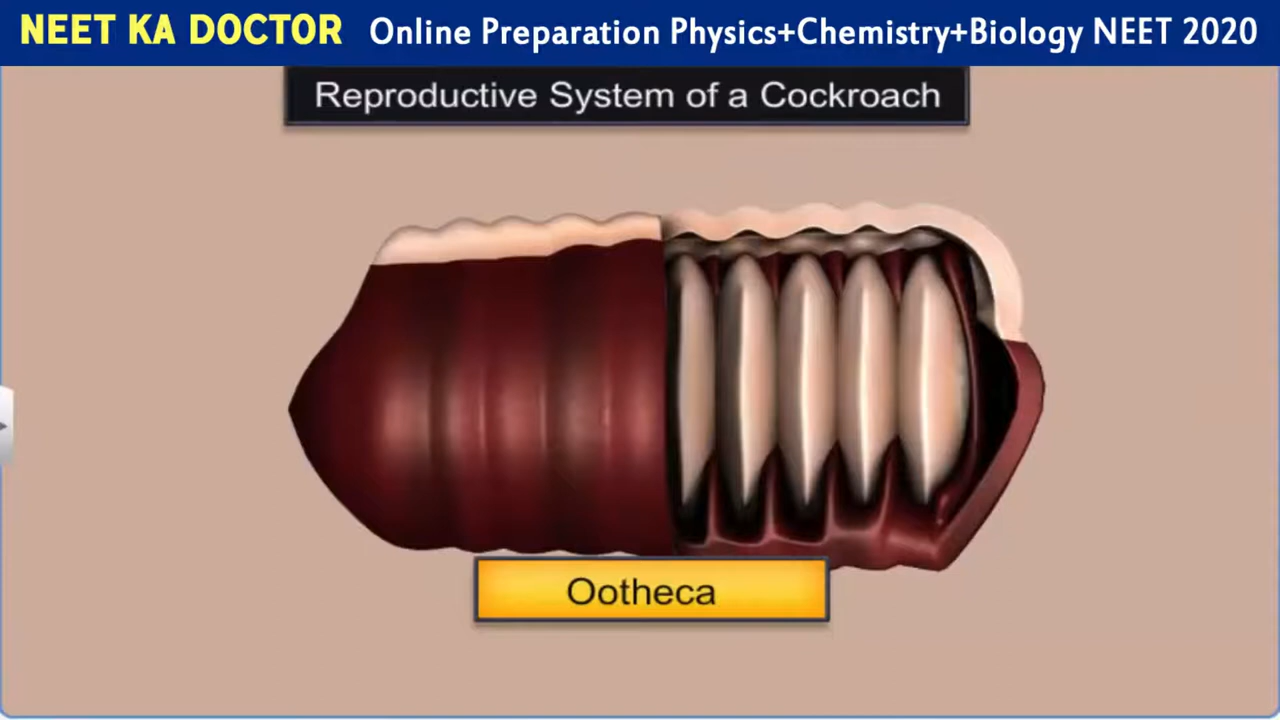 NEET KA DOCTOR Online Preparation Physics+Chemistry+Biology NEET 2020
Reproductive System of a Cockroach
Ootheca